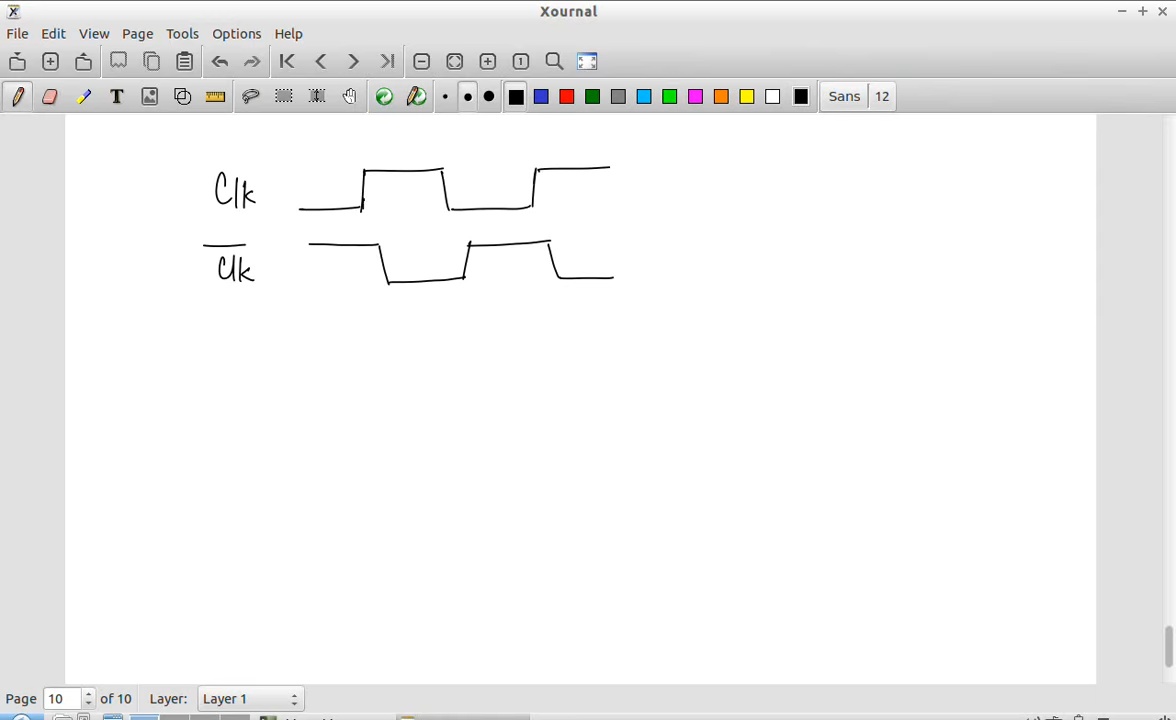 Xournal
File Edit View Page Tools Options Help
Sans 12
Clk
Clk
Page 10 of 10 Layer: Layer 1